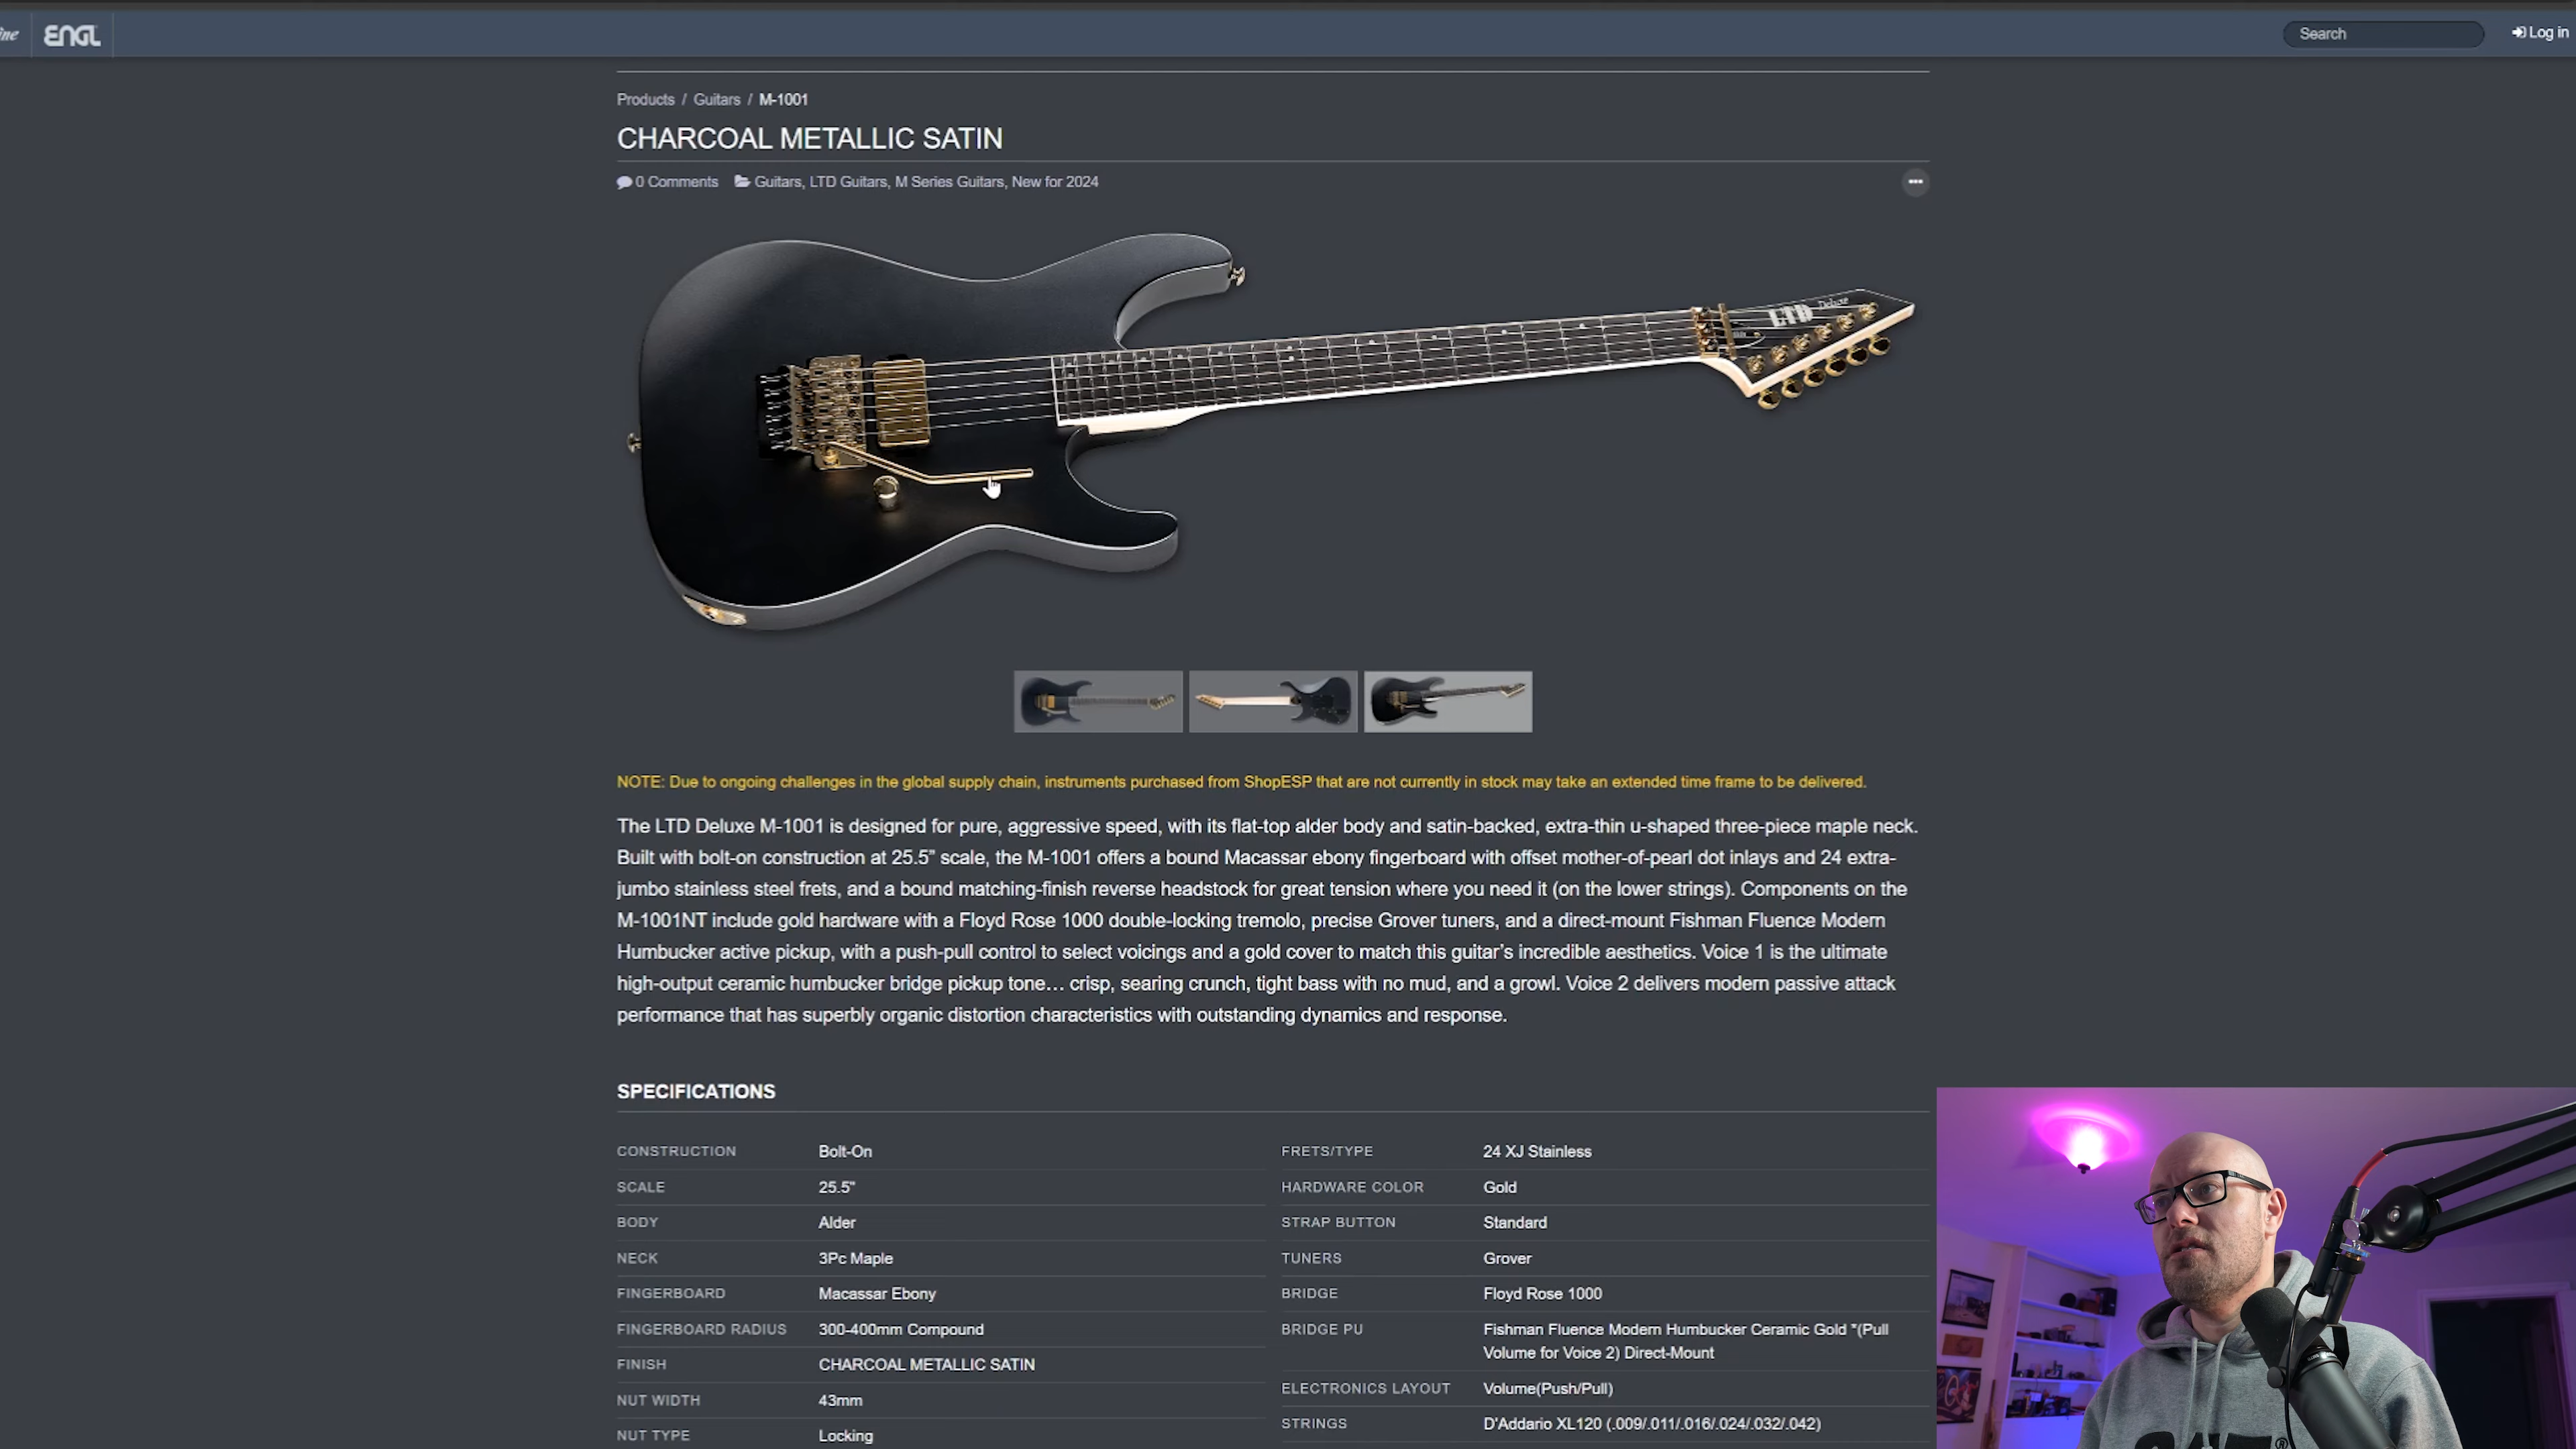 ENGL
Search
Log in
Products / Guitars / M-1001
CHARCOAL METALLIC SATIN
0 Comments Guitars, LTD Guitars, M Series Guitars, New for 2024
LTD Deluxe
NOTE: Due to ongoing challenges in the global supply chain, instruments purchased from ShopESP that are not currently in stock may take an extended time frame to be delivered.
The LTD Deluxe M-1001 is designed for pure, aggressive speed, with its flat-top alder body and satin-backed, extra-thin u-shaped three-piece maple neck.
Built with bolt-on construction at 25.5” scale, the M-1001 offers a bound Macassar ebony fingerboard with offset mother-of-pearl dot inlays and 24 extra-
jumbo stainless steel frets, and a bound matching-finish reverse headstock for great tension where you need it (on the lower strings). Components on the
M-1001NT include gold hardware with a Floyd Rose 1000 double-locking tremolo, precise Grover tuners, and a direct-mount Fishman Fluence Modern
Humbucker active pickup, with a push-pull control to select voicings and a gold cover to match this guitar’s incredible aesthetics. Voice 1 is the ultimate
high-output ceramic humbucker bridge pickup tone… crisp, searing crunch, tight bass with no mud, and a growl. Voice 2 delivers modern passive attack
performance that has superbly organic distortion characteristics with outstanding dynamics and response.
SPECIFICATIONS
CONSTRUCTION Bolt-On
SCALE 25.5"
BODY Alder
NECK 3Pc Maple
FINGERBOARD Macassar Ebony
FINGERBOARD RADIUS 300-400mm Compound
FINISH CHARCOAL METALLIC SATIN
NUT WIDTH 43mm
NUT TYPE Locking
FRETS/TYPE 24 XJ Stainless
HARDWARE COLOR Gold
STRAP BUTTON Standard
TUNERS Grover
BRIDGE Floyd Rose 1000
BRIDGE PU Fishman Fluence Modern Humbucker Ceramic Gold *(Pull
Volume for Voice 2) Direct-Mount
ELECTRONICS LAYOUT Volume(Push/Pull)
STRINGS D'Addario XL120 (.009/.011/.016/.024/.032/.042)